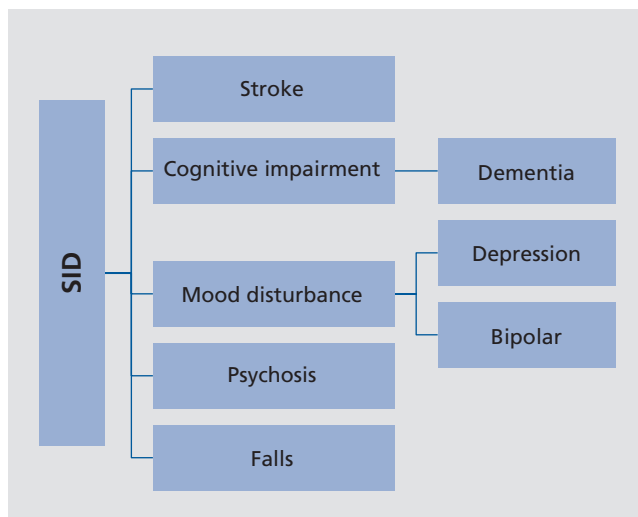 SID
Stroke
Cognitive impairment
Dementia
Mood disturbance
Depression
Bipolar
Psychosis
Falls